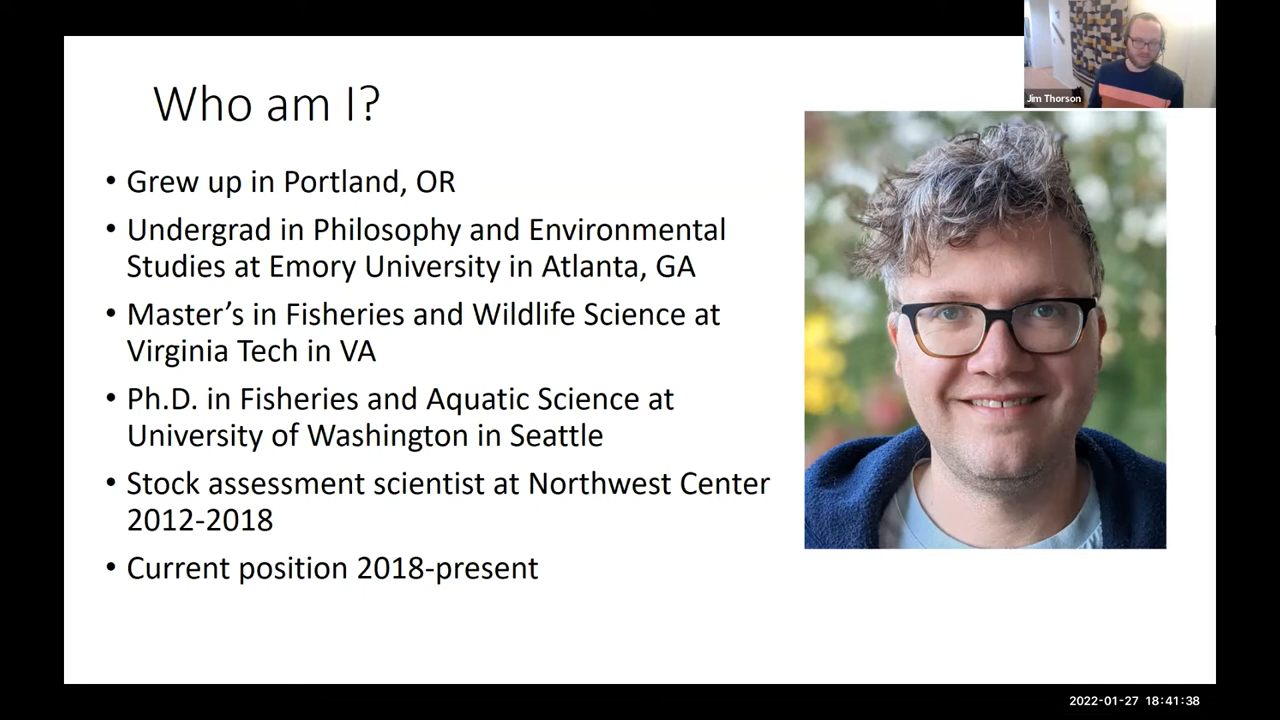 Jim Thorson
Who am I?
• Grew up in Portland, OR
• Undergrad in Philosophy and Environmental
Studies at Emory University in Atlanta, GA
• Master’s in Fisheries and Wildlife Science at
Virginia Tech in VA
• Ph.D. in Fisheries and Aquatic Science at
University of Washington in Seattle
• Stock assessment scientist at Northwest Center
2012-2018
• Current position 2018-present
2022-01-27 18:41:38